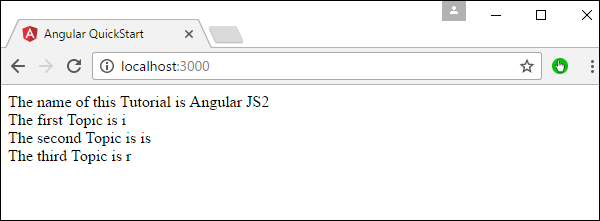 Angular QuickStart
localhost:3000
The name of this Tutorial is Angular JS2
The first Topic is i
The second Topic is is
The third Topic is r